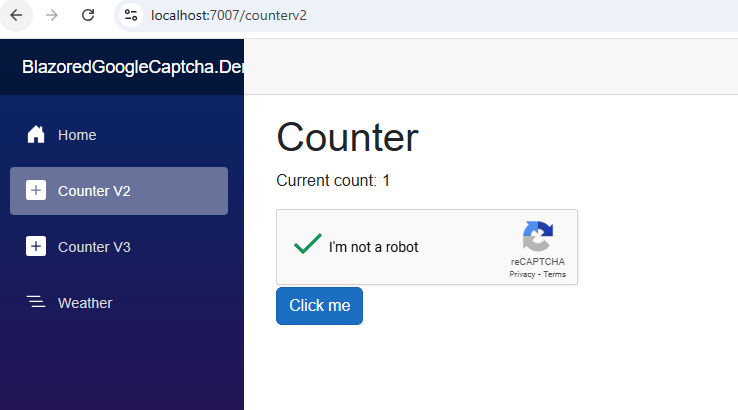 localhost:7007/counterv2
BlazoredGoogleCaptcha.Der
Home
Counter V2
Counter V3
Weather
Counter
Current count: 1
I'm not a robot
reCAPTCHA
Privacy - Terms
Click me